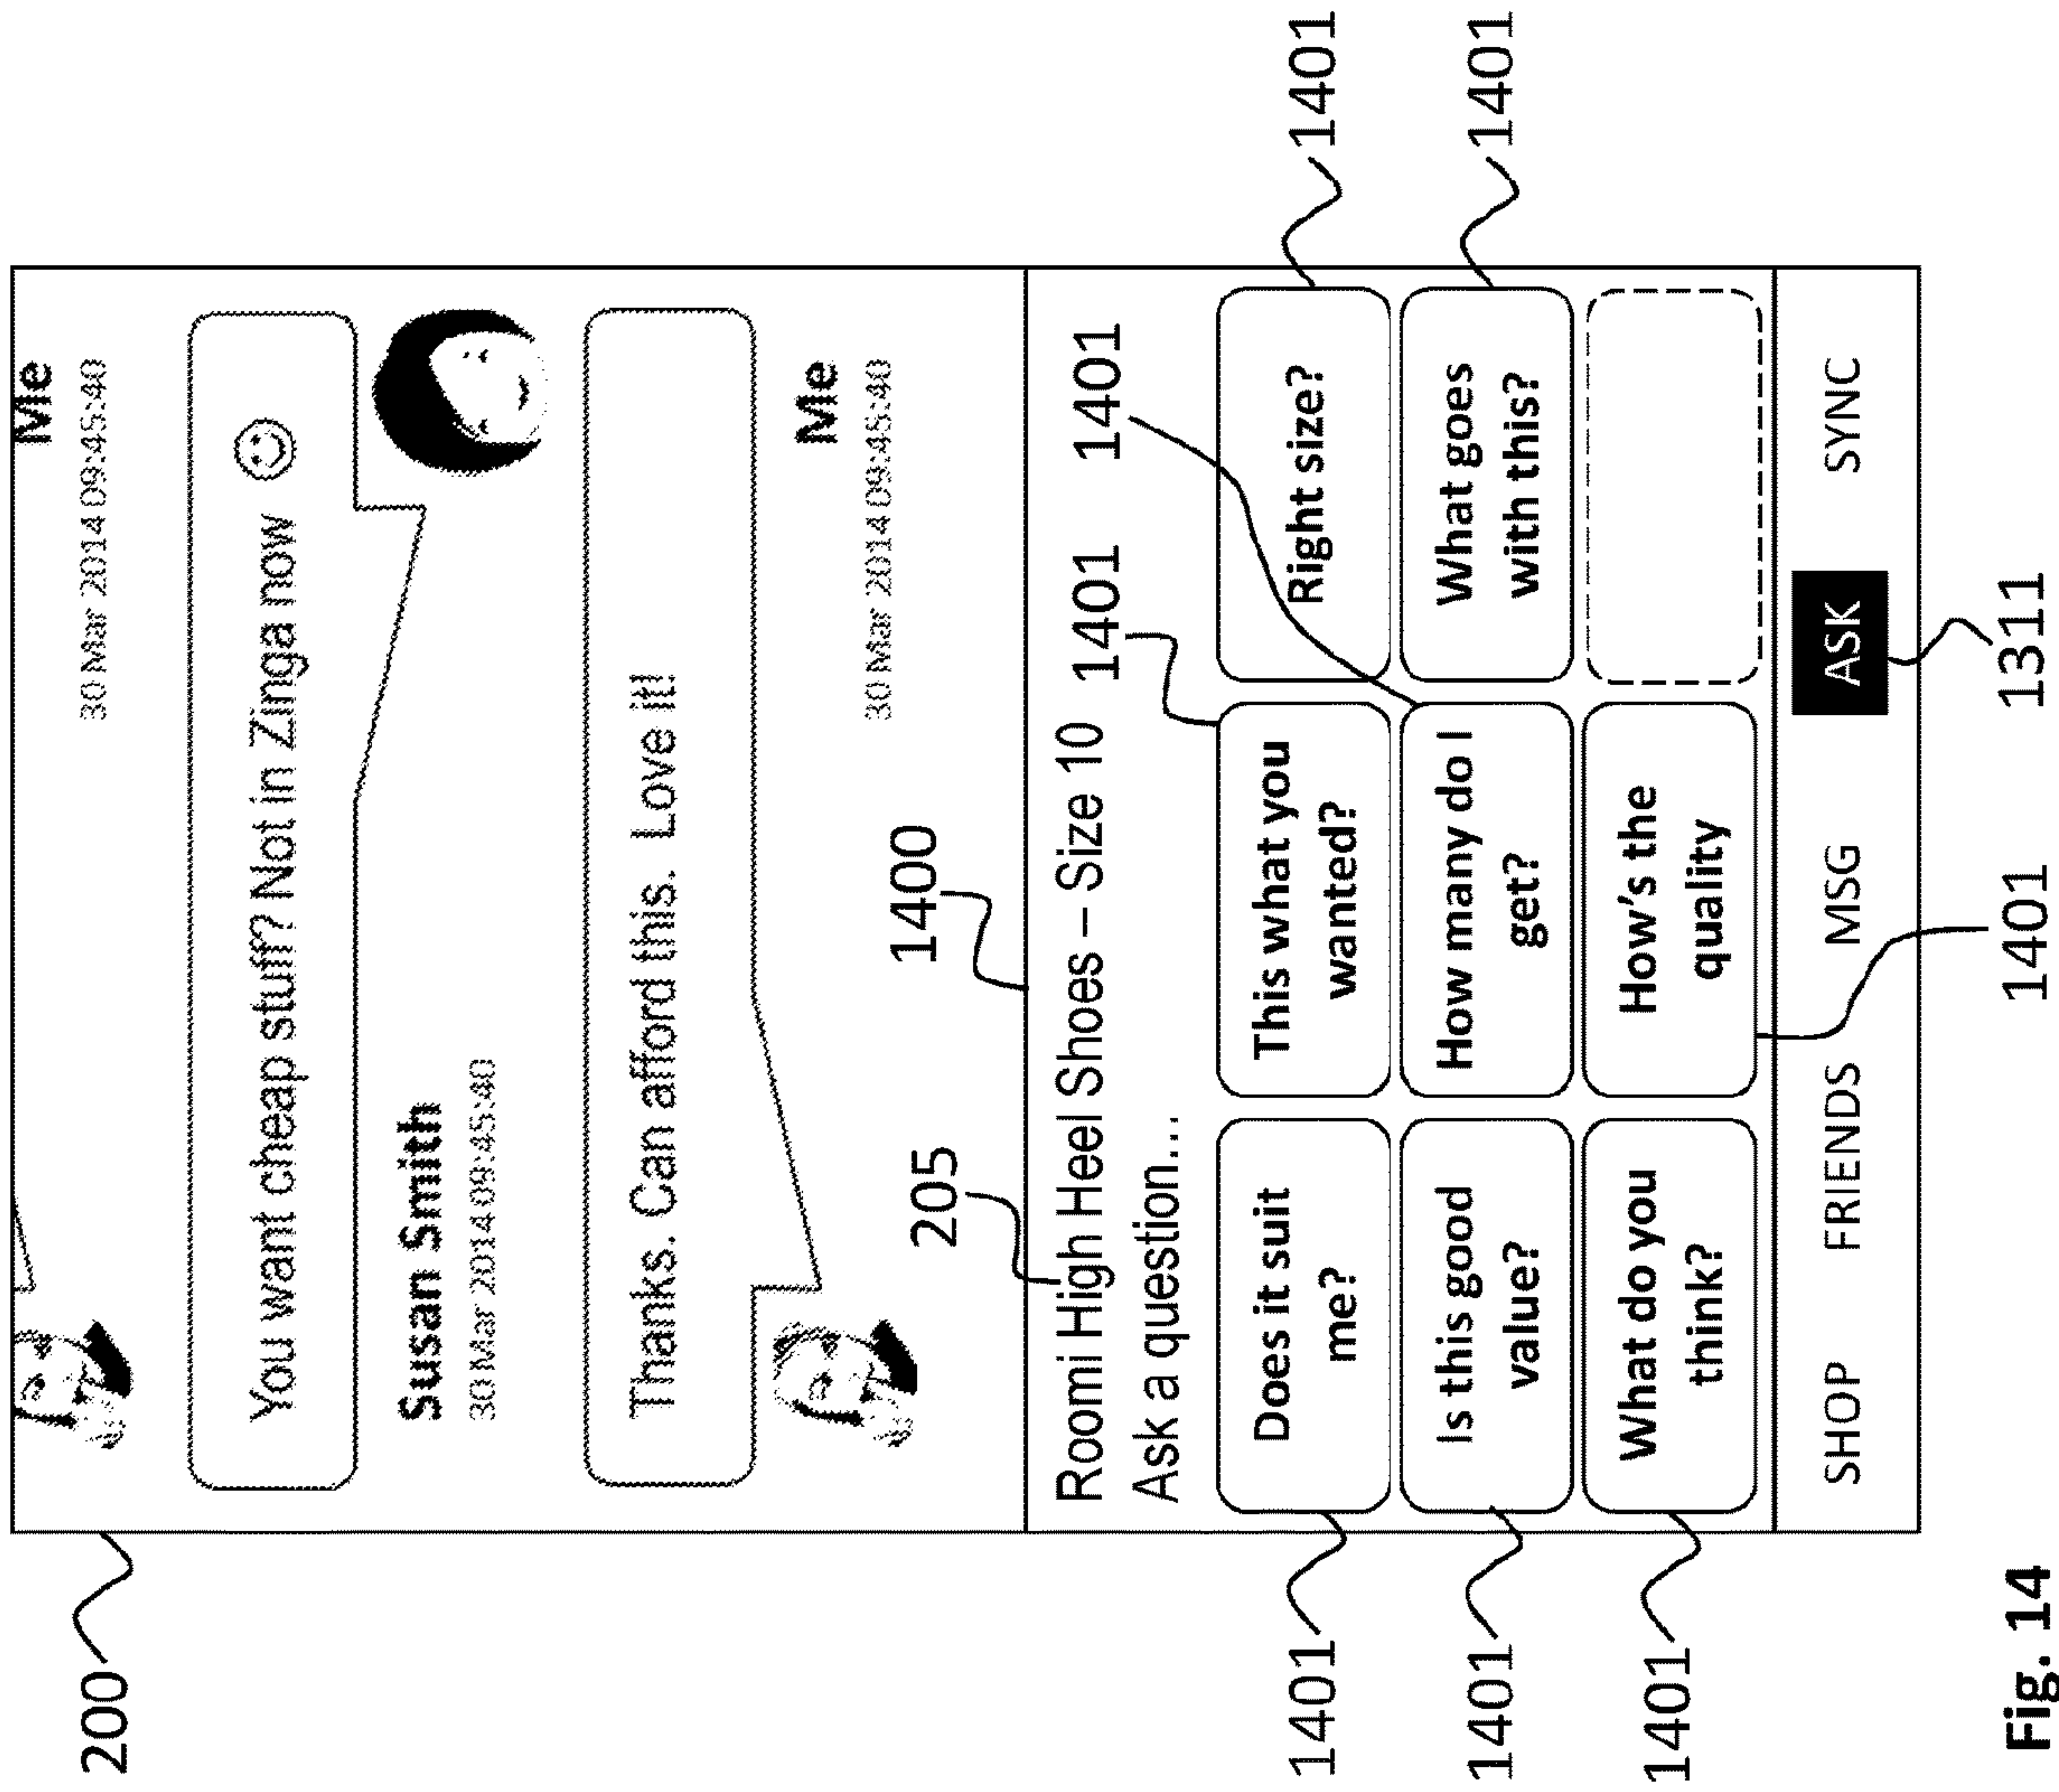 200
Me
30 Mar 2014 09:45:40
You want cheap stuff? Not in Zinga now
Susan Smith
30 Mar 2014 09:45:40
Thanks. Can afford this. Love it!
Me
30 Mar 2014 09:45:40
205
1400
Roomi High Heel Shoes – Size 10
1401
1401
Ask a question...
1401
Does it suit
me?
This what you
wanted?
Right size?
1401
1401
Is this good
value?
How many do I
get?
What goes
with this?
1401
1401
What do you
think?
How's the
quality
SHOP
FRIENDS
MSG
ASK
SYNC
1401
1311
Fig. 14